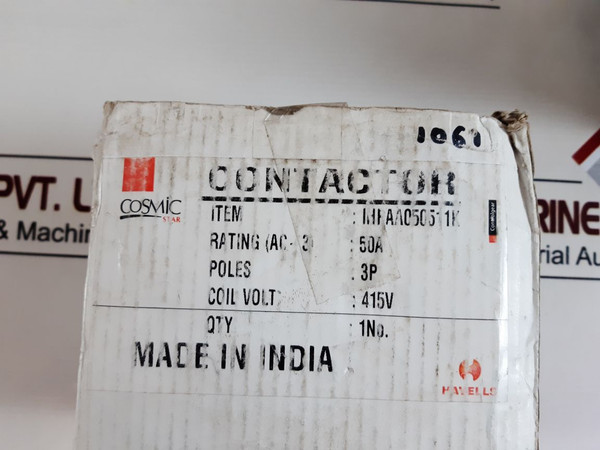 1061
COSMIC
STAR
CONTACTOR
ITEM :
RATING (AC-3) : 50A
POLES : 3P
COIL VOLT : 415V
QTY : 1No.
MADE IN INDIA
HAVELLS
PVT. L
& Machin
RINE
rial Au